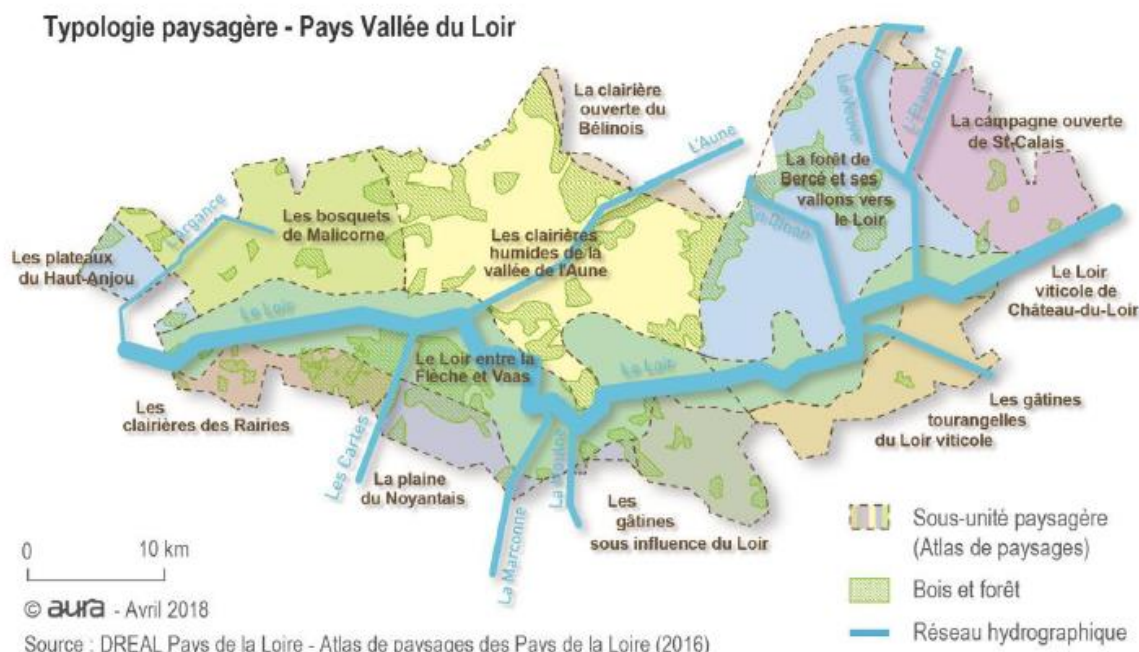 Typologie paysagère - Pays Vallée du Loir
La clairière
ouverte du
Bélinois
L'Aune
Le Veuve
L'Étangsort
La campagne ouverte
de St-Calais
La forêt de
Bercé et ses
vallons vers
le Loir
Le Dinan
L'Argance
Les bosquets
de Malicorne
Les plateaux
du Haut-Anjou
Les clairières
humides de la
vallée de l'Aune
Le Loir
viticole de
Château-du-Loir
Le Loir
Le Loir entre la
Flèche et Vaas
Le Loir
Les
clairières des Rairies
Les Cartes
La plaine
du Noyantais
La Marconne
Les
gâtines
sous influence du Loir
Les gâtines
tourangelles
du Loir viticole
0 10 km
© aura - Avril 2018
Source : DREAL Pays de la Loire - Atlas de paysages des Pays de la Loire (2016)
Sous-unité paysagère
(Atlas de paysages)
Bois et forêt
Réseau hydrographique